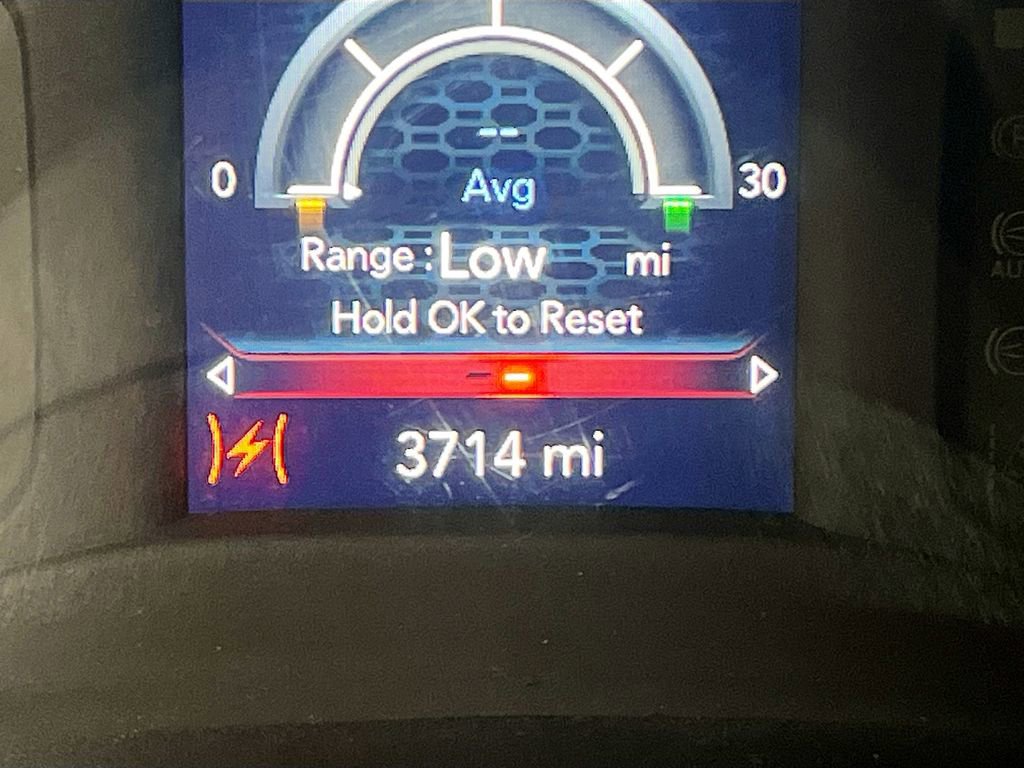 --
Avg
0 30
Range : Low mi
Hold OK to Reset
3714 mi